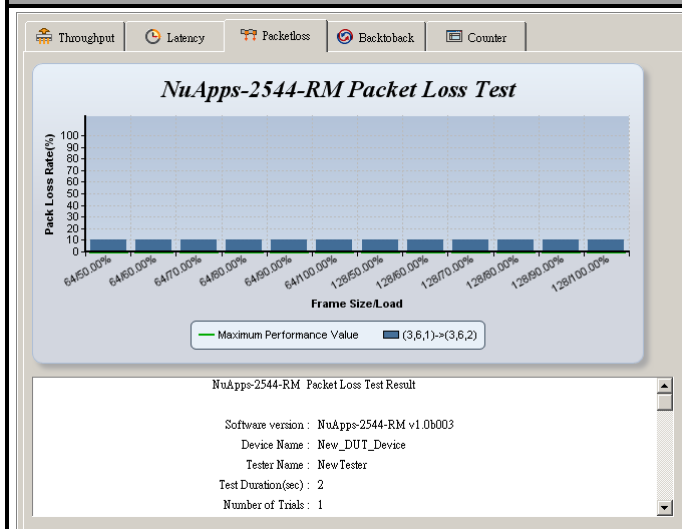 Throughput Latency Packetloss Backtoback Counter
NuApps-2544-RM Packet Loss Test
Pack Loss Rate(%)
100
90
80
70
60
50
40
30
20
10
0
64/50.00% 64/60.00% 64/70.00% 64/80.00% 64/90.00% 64/100.00% 128/50.00% 128/60.00% 128/70.00% 128/80.00% 128/90.00% 128/100.00%
Frame Size/Load
Maximum Performance Value (3,6,1)->(3,6,2)
NuApps-2544-RM Packet Loss Test Result
Software version : NuApps-2544-RM v1.0b003
Device Name : New_DUT_Device
Tester Name : NewTester
Test Duration(sec) : 2
Number of Trials : 1